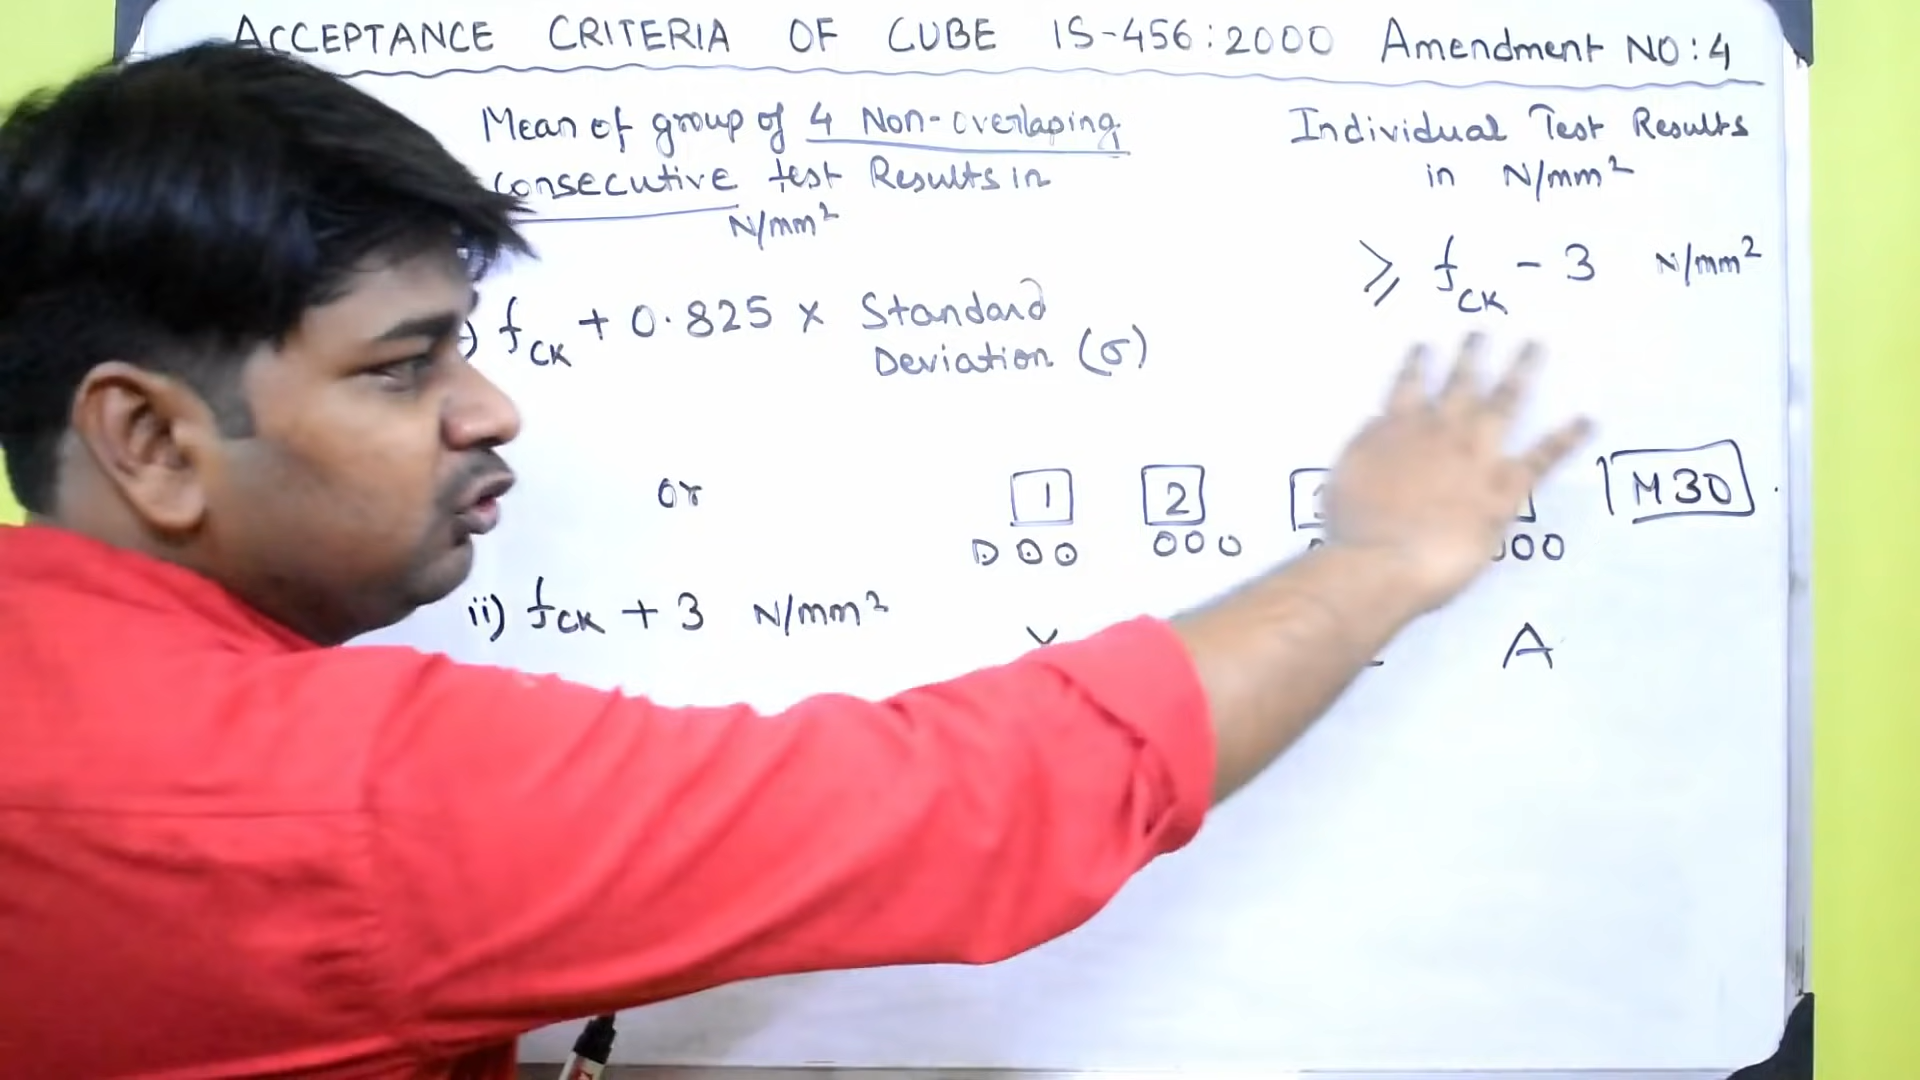 ACCEPTANCE CRITERIA OF CUBE IS-456:2000 Amendment NO:4
Mean of group of 4 Non-overlaping
consecutive test Results in
N/mm²
Individual Test Results
in N/mm²
≥ fck - 3 N/mm²
) fck + 0.825 x Standard
Deviation (σ)
or
1 2
M30
000
ii) fck + 3 N/mm²
A